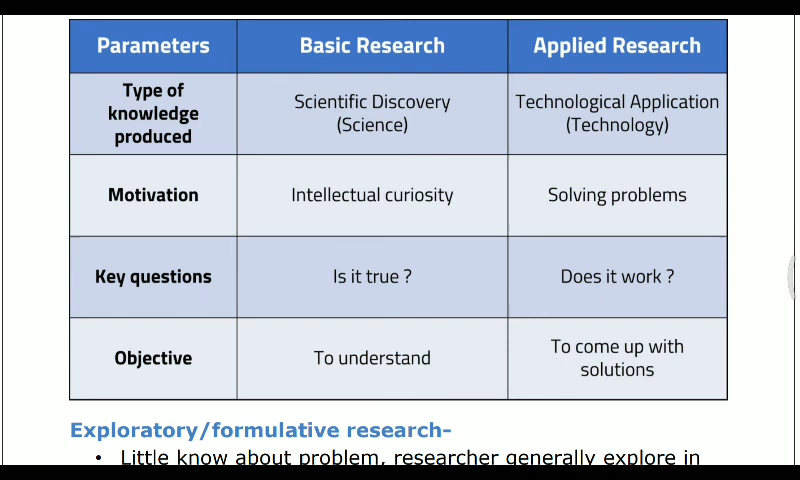 Parameters Basic Research Applied Research
Type of
knowledge
produced
Scientific Discovery
(Science)
Technological Application
(Technology)
Motivation Intellectual curiosity Solving problems
Key questions Is it true ? Does it work ?
Objective To understand
To come up with
solutions
Exploratory/formulative research-
• Little know about problem, researcher generally explore in